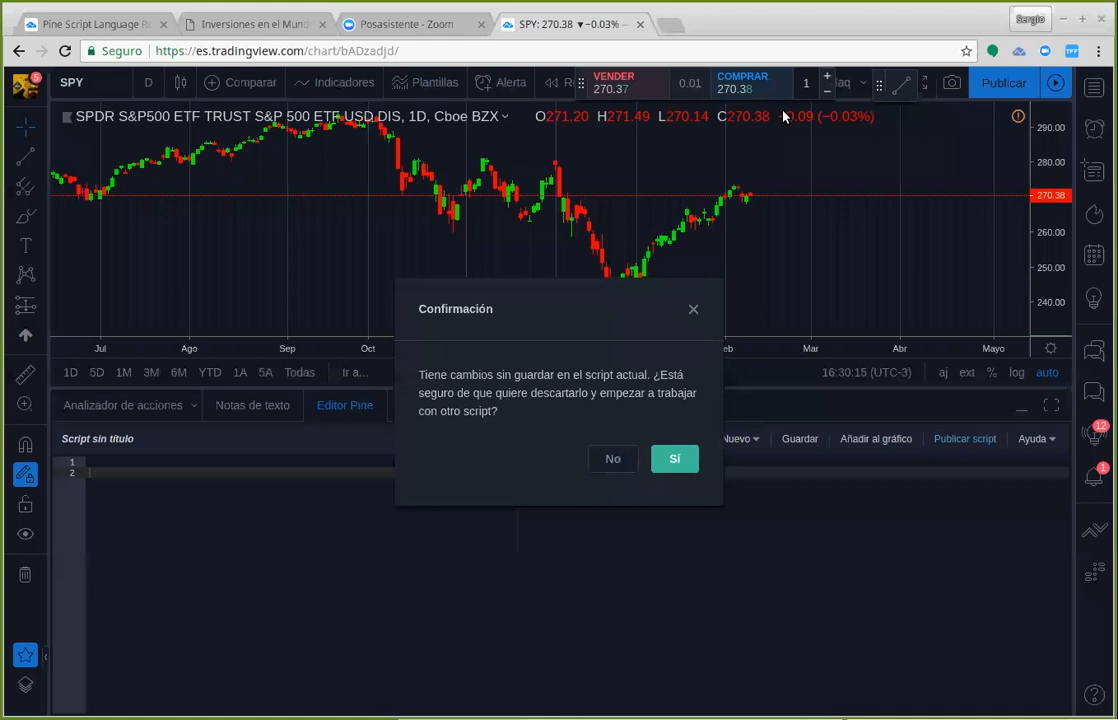 Pine Script Language Re
Inversiones en el Mund
Posasistente - Zoom
SPY: 270.38 ▼−0.03%
Sergio
Seguro
https://es.tradingview.com/chart/bADzadJd/
TPF
5
SPY
D
Comparar
Indicadores
Plantillas
Alerta
VENDER
270.37
0.01
COMPRAR
270.38
1
+
−
aq
Publicar
SPDR S&P500 ETF TRUST S&P 500 ETF USD DIS, 1D, Cboe BZX
O271.20 H271.49 L270.14 C270.38 0.09 (−0.03%)
290.00
280.00
270.38
260.00
250.00
240.00
Jul
Ago
Sep
Oct
eb
Mar
Abr
Mayo
1D 5D 1M 3M 6M YTD 1A 5A Todas Ir a...
16:30:15 (UTC-3) aj ext % log auto
Analizador de acciones
Notas de texto
Editor Pine
Script sin título
Nuevo
Guardar
Añadir al gráfico
Publicar script
Ayuda
1
2
Confirmación
Tiene cambios sin guardar en el script actual. ¿Está
seguro de que quiere descartarlo y empezar a trabajar
con otro script?
No
Sí
12
1